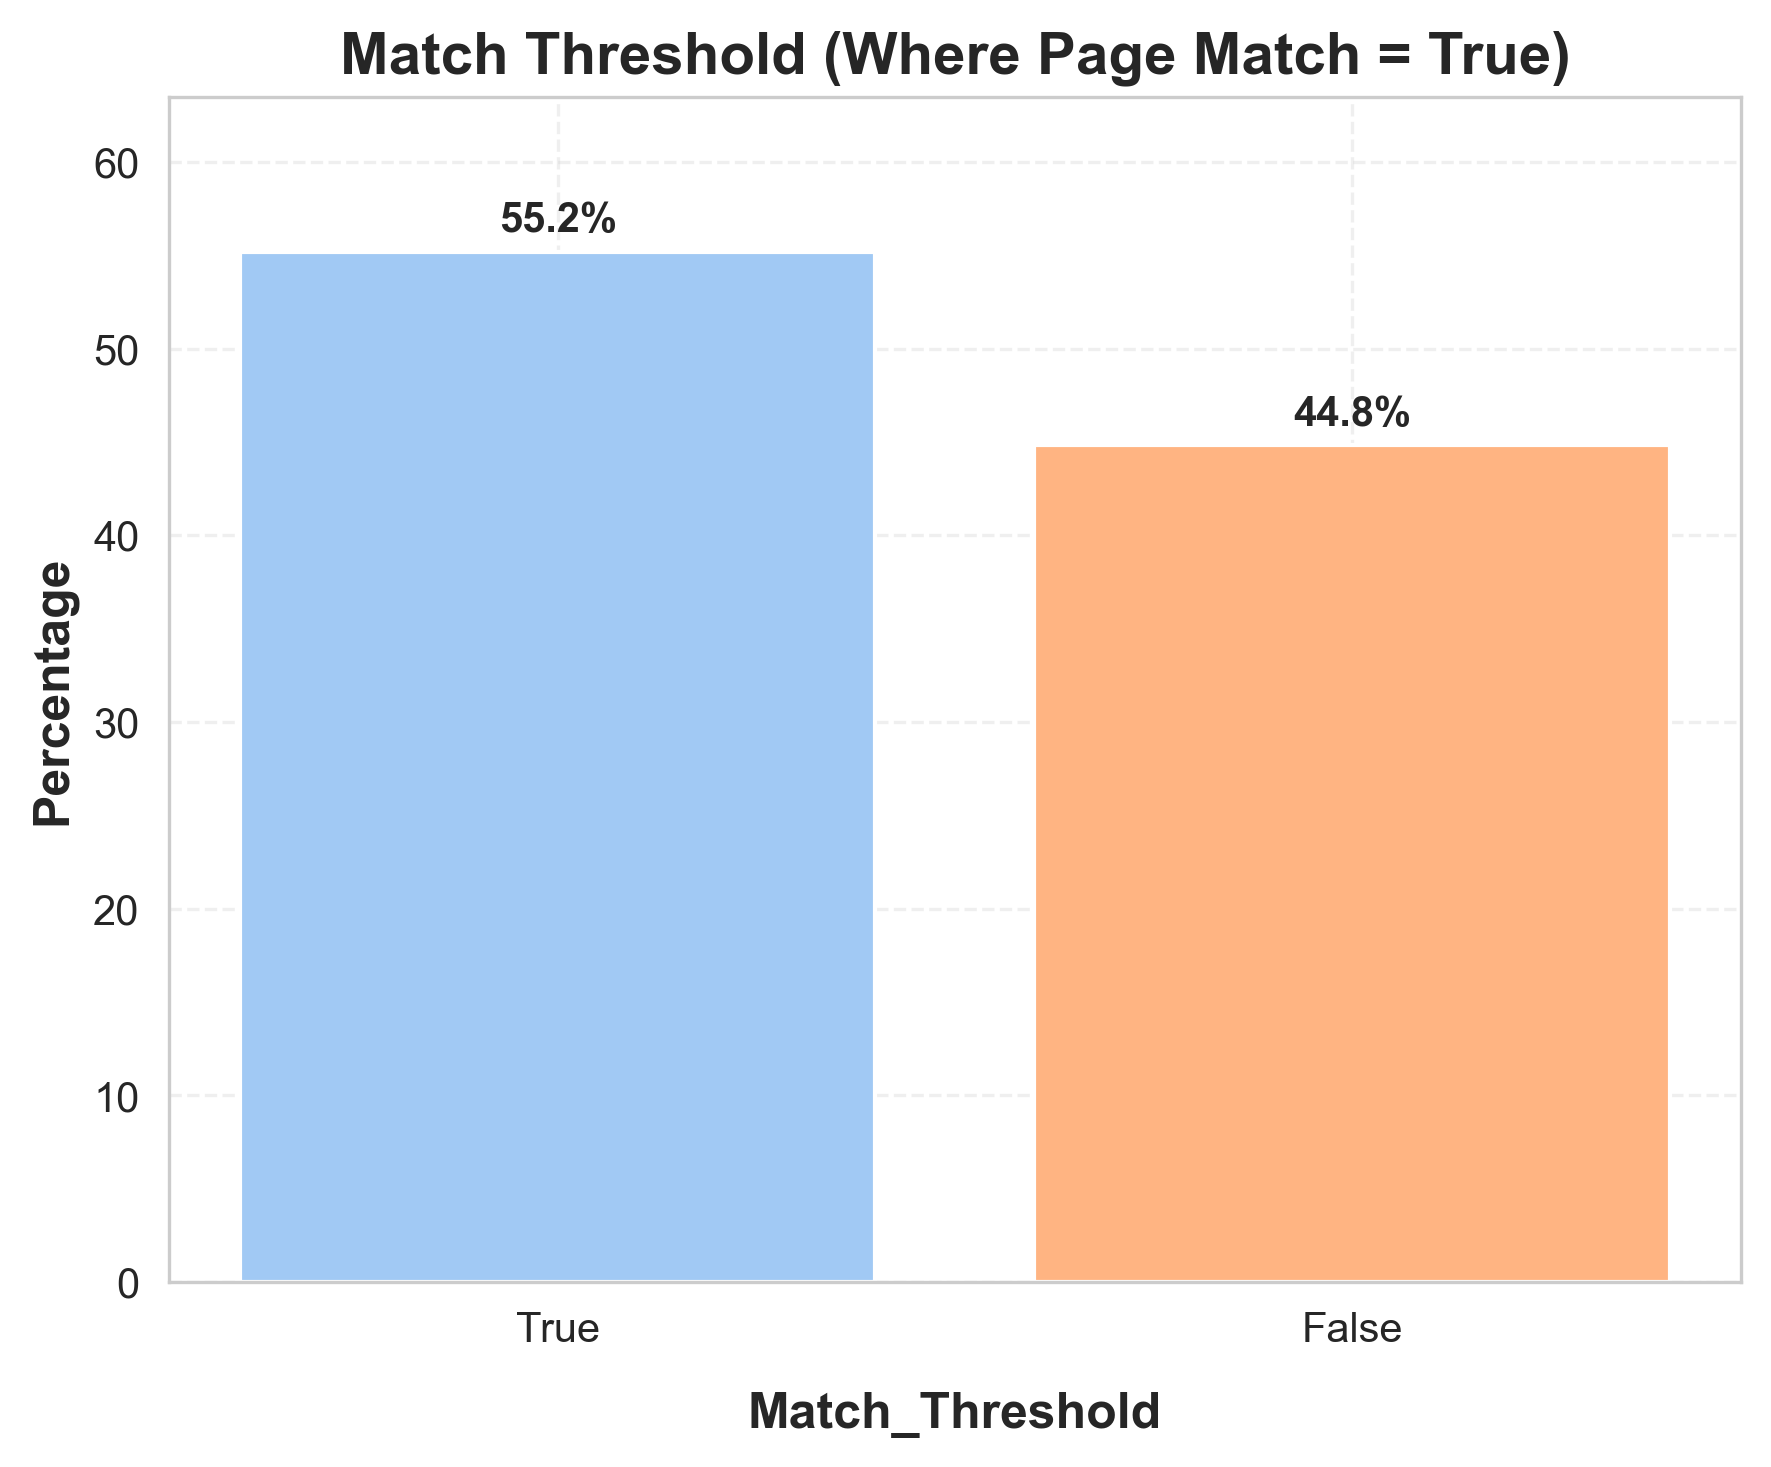 Match Threshold (Where Page Match = True)
60
55.2%
50
44.8%
40
30
20
10
0
Percentage
True
False
Match_Threshold